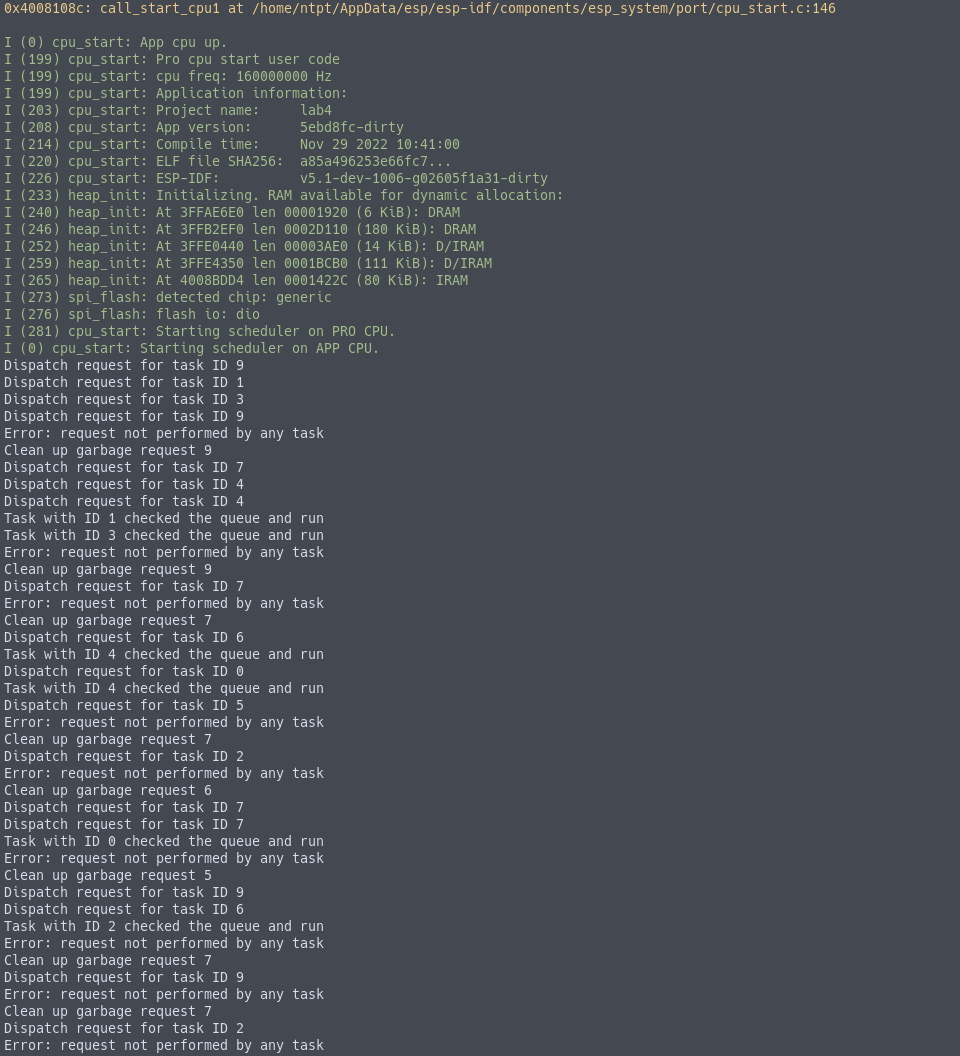 0x4008108c: call_start_cpu1 at /home/ntpt/AppData/esp/esp-idf/components/esp_system/port/cpu_start.c:146
I (0) cpu_start: App cpu up.
I (199) cpu_start: Pro cpu start user code
I (199) cpu_start: cpu freq: 160000000 Hz
I (199) cpu_start: Application information:
I (203) cpu_start: Project name:     lab4
I (208) cpu_start: App version:      5ebd8fc-dirty
I (214) cpu_start: Compile time:     Nov 29 2022 10:41:00
I (220) cpu_start: ELF file SHA256:  a85a496253e66fc7...
I (226) cpu_start: ESP-IDF:          v5.1-dev-1006-g02605f1a31-dirty
I (233) heap_init: Initializing. RAM available for dynamic allocation:
I (240) heap_init: At 3FFAE6E0 len 00001920 (6 KiB): DRAM
I (246) heap_init: At 3FFB2EF0 len 0002D110 (180 KiB): DRAM
I (252) heap_init: At 3FFE0440 len 00003AE0 (14 KiB): D/IRAM
I (259) heap_init: At 3FFE4350 len 0001BCB0 (111 KiB): D/IRAM
I (265) heap_init: At 4008BDD4 len 0001422C (80 KiB): IRAM
I (273) spi_flash: detected chip: generic
I (276) spi_flash: flash io: dio
I (281) cpu_start: Starting scheduler on PRO CPU.
I (0) cpu_start: Starting scheduler on APP CPU.
Dispatch request for task ID 9
Dispatch request for task ID 1
Dispatch request for task ID 3
Dispatch request for task ID 9
Error: request not performed by any task
Clean up garbage request 9
Dispatch request for task ID 7
Dispatch request for task ID 4
Dispatch request for task ID 4
Task with ID 1 checked the queue and run
Task with ID 3 checked the queue and run
Error: request not performed by any task
Clean up garbage request 9
Dispatch request for task ID 7
Error: request not performed by any task
Clean up garbage request 7
Dispatch request for task ID 6
Task with ID 4 checked the queue and run
Dispatch request for task ID 0
Task with ID 4 checked the queue and run
Dispatch request for task ID 5
Error: request not performed by any task
Clean up garbage request 7
Dispatch request for task ID 2
Error: request not performed by any task
Clean up garbage request 6
Dispatch request for task ID 7
Dispatch request for task ID 7
Task with ID 0 checked the queue and run
Error: request not performed by any task
Clean up garbage request 5
Dispatch request for task ID 9
Dispatch request for task ID 6
Task with ID 2 checked the queue and run
Error: request not performed by any task
Clean up garbage request 7
Dispatch request for task ID 9
Error: request not performed by any task
Clean up garbage request 7
Dispatch request for task ID 2
Error: request not performed by any task